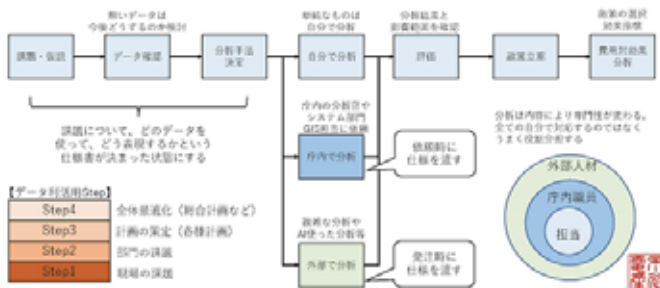 無いデータは
今後どうするのか検討
単純なものは
自分で分析
分析結果と
影響範囲を確認
施策の選択
課題・仮説
データ確認
分析手法
決定
自分で分析
評価
政策立案
費用対効果
分析
庁内の分析官や
システム部門
GIS担当に依頼
課題について、どのデータを
使って、どう表現するかという
仕様書が決まった状態にする
庁内で分析
依頼時に
仕様を渡す
分析は内容により専門性が変わる。
全ての自分で対応するのではなく
うまく役割分担する
外部人材
庁内職員
担当
【データ利活用Step】
Step4 全体最適化（総合計画など）
Step3 計画の策定（各種計画）
Step2 部門の課題
Step1 現場の課題
複雑な分析や
AI使った分析等
外部で分析
発注時に
仕様を渡す